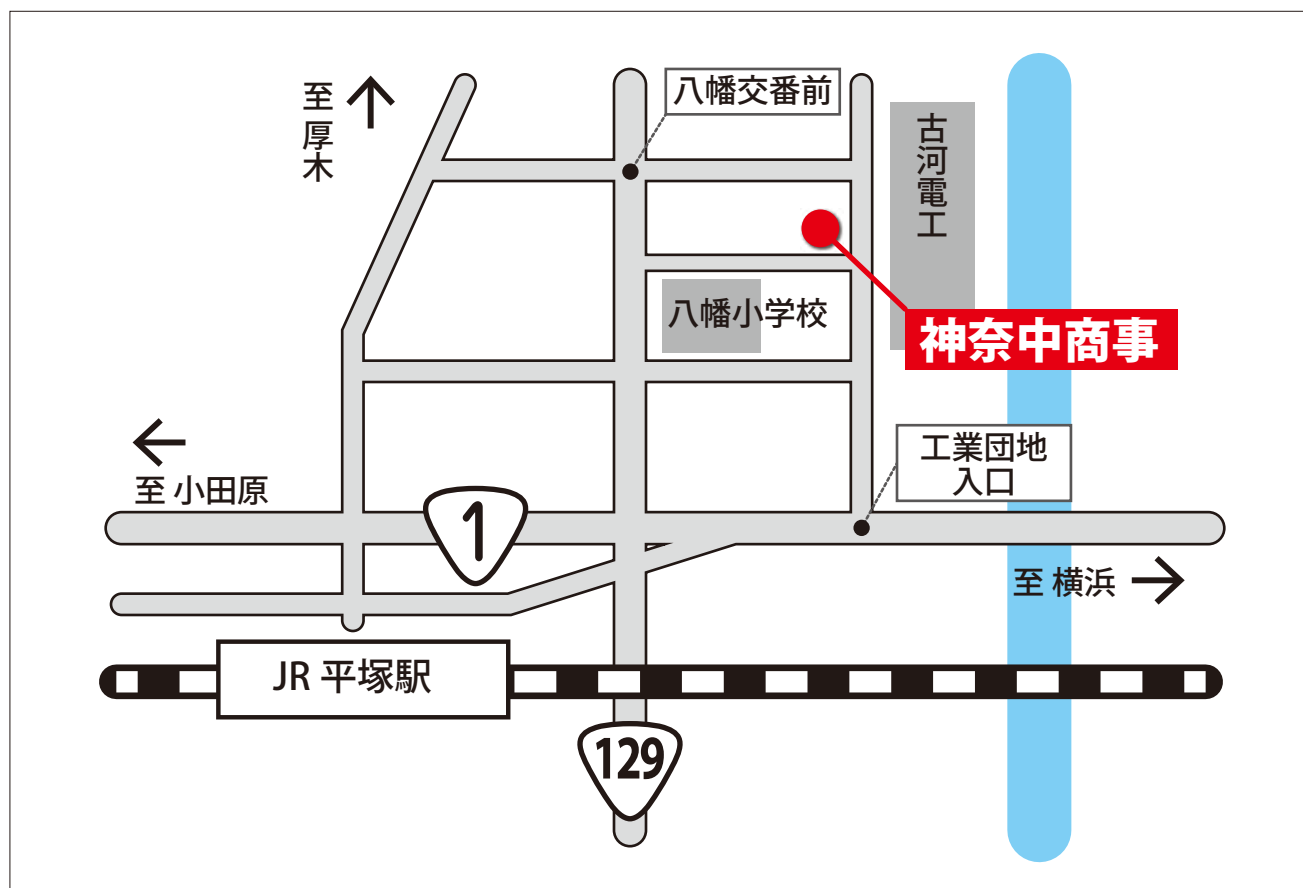 至 厚木
八幡交番前
古河電工
八幡小学校
神奈中商事
工業団地
入口
至 小田原
1
至 横浜
JR 平塚駅
129